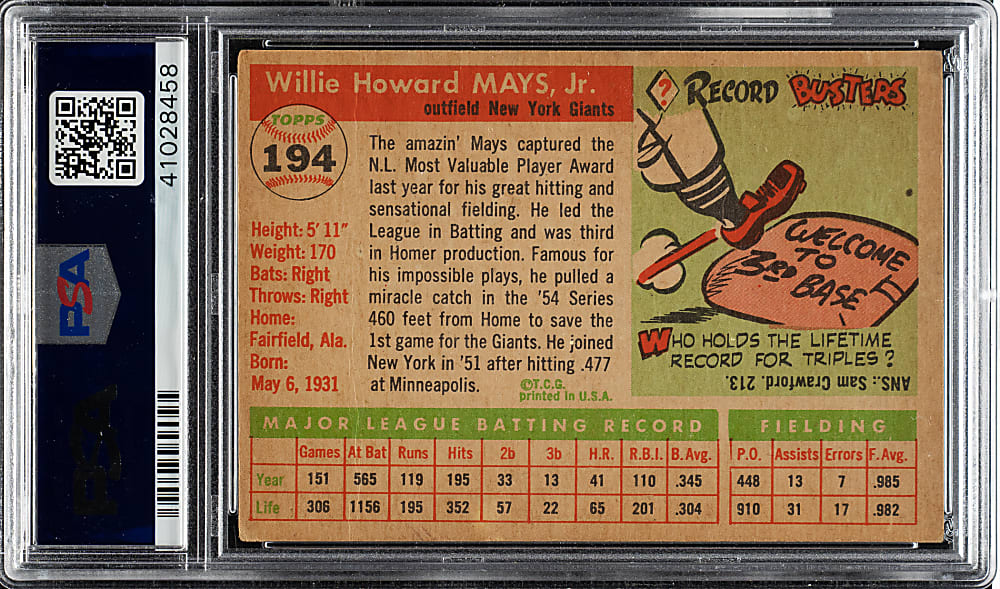 41028458
PSA
PSA
Willie Howard MAYS, Jr.
outfield New York Giants
TOPPS
194
Height: 5' 11"
Weight: 170
Bats: Right
Throws: Right
Home:
Fairfield, Ala.
Born:
May 6, 1931
The amazin' Mays captured the
N.L. Most Valuable Player Award
last year for his great hitting and
sensational fielding. He led the
League in Batting and was third
in Homer production. Famous for
his impossible plays, he pulled a
miracle catch in the '54 Series
460 feet from Home to save the
1st game for the Giants. He joined
New York in '51 after hitting .477
at Minneapolis.
©T.C.G.
printed in U.S.A.
? RECORD BUSTERS
WELCOME
TO
3RD BASE
WHO HOLDS THE LIFETIME
RECORD FOR TRIPLES?
ANS.: Sam Crawford. 213.
MAJOR LEAGUE BATTING RECORD
Games At Bat Runs Hits 2b 3b H.R. R.B.I. B. Avg.
Year 151 565 119 195 33 13 41 110 .345
Life 306 1156 195 352 57 22 65 201 .304
FIELDING
P.O. Assists Errors F. Avg.
448 13 7 .985
910 31 17 .982